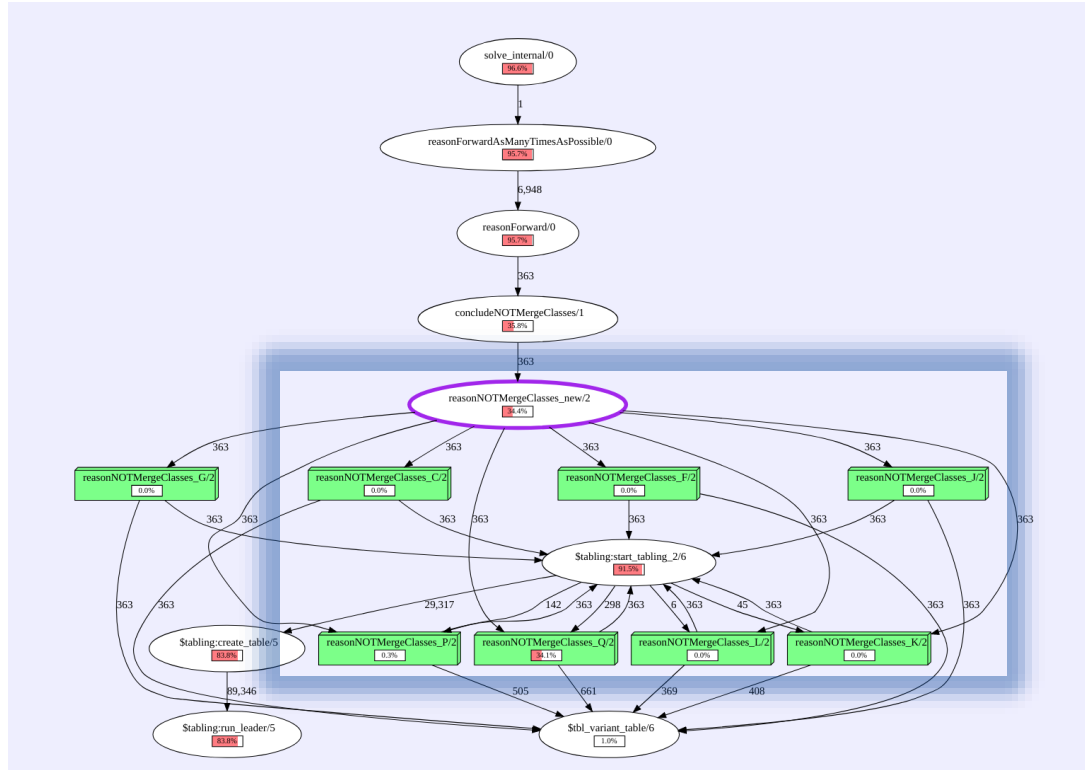 solve_internal/0
96.6%
1
reasonForwardAsManyTimesAsPossible/0
95.7%
6,948
reasonForward/0
95.7%
363
concludeNOTMergeClasses/1
35.8%
363
reasonNOTMergeClasses_new/2
34.4%
363 363 363 363
reasonNOTMergeClasses_G/2 reasonNOTMergeClasses_C/2 reasonNOTMergeClasses_F/2 reasonNOTMergeClasses_J/2
0.0% 0.0% 0.0% 0.0%
363 363 363 363 363 363 363 363
$tabling:start_tabling_2/6
91.5%
363 363 29,317 142 363 298 363 6 363 45 363 363 363
$tabling:create_table/5 reasonNOTMergeClasses_P/2 reasonNOTMergeClasses_Q/2 reasonNOTMergeClasses_L/2 reasonNOTMergeClasses_K/2
83.8% 0.3% 34.1% 0.0% 0.0%
89,346 505 661 369 408
$tabling:run_leader/5 $tbl_variant_table/6
83.8% 1.0%